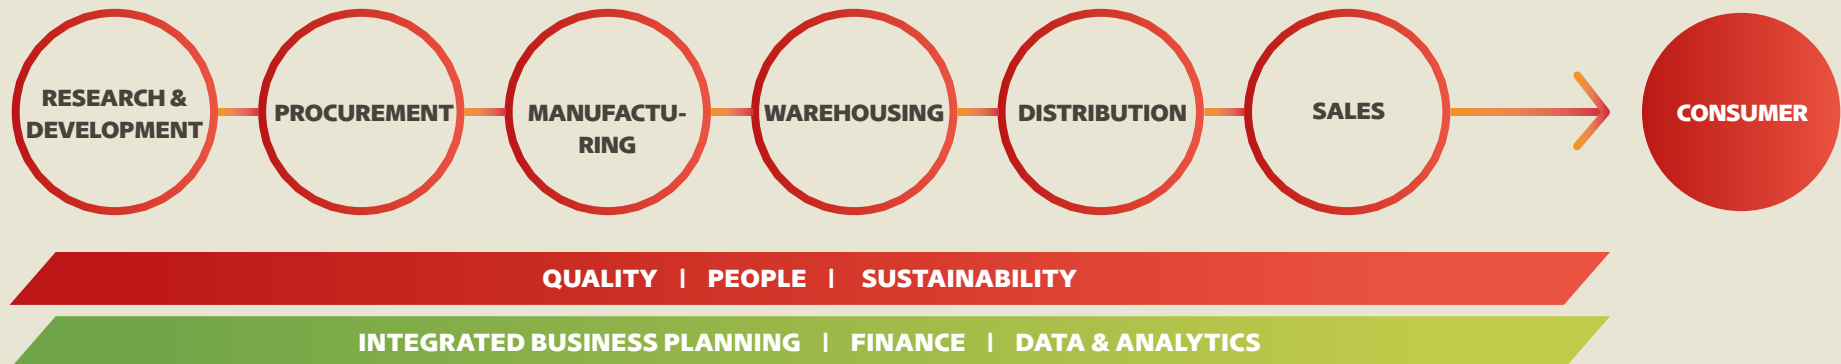 RESEARCH &
DEVELOPMENT
PROCUREMENT
MANUFACTU-
RING
WAREHOUSING
DISTRIBUTION
SALES
CONSUMER
QUALITY | PEOPLE | SUSTAINABILITY
INTEGRATED BUSINESS PLANNING | FINANCE | DATA & ANALYTICS